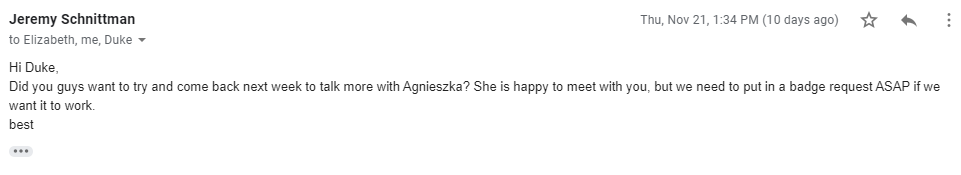 Jeremy Schnittman
Thu, Nov 21, 1:34 PM (10 days ago)
to Elizabeth, me, Duke
Hi Duke,
Did you guys want to try and come back next week to talk more with Agnieszka? She is happy to meet with you, but we need to put in a badge request ASAP if we
want it to work.
best